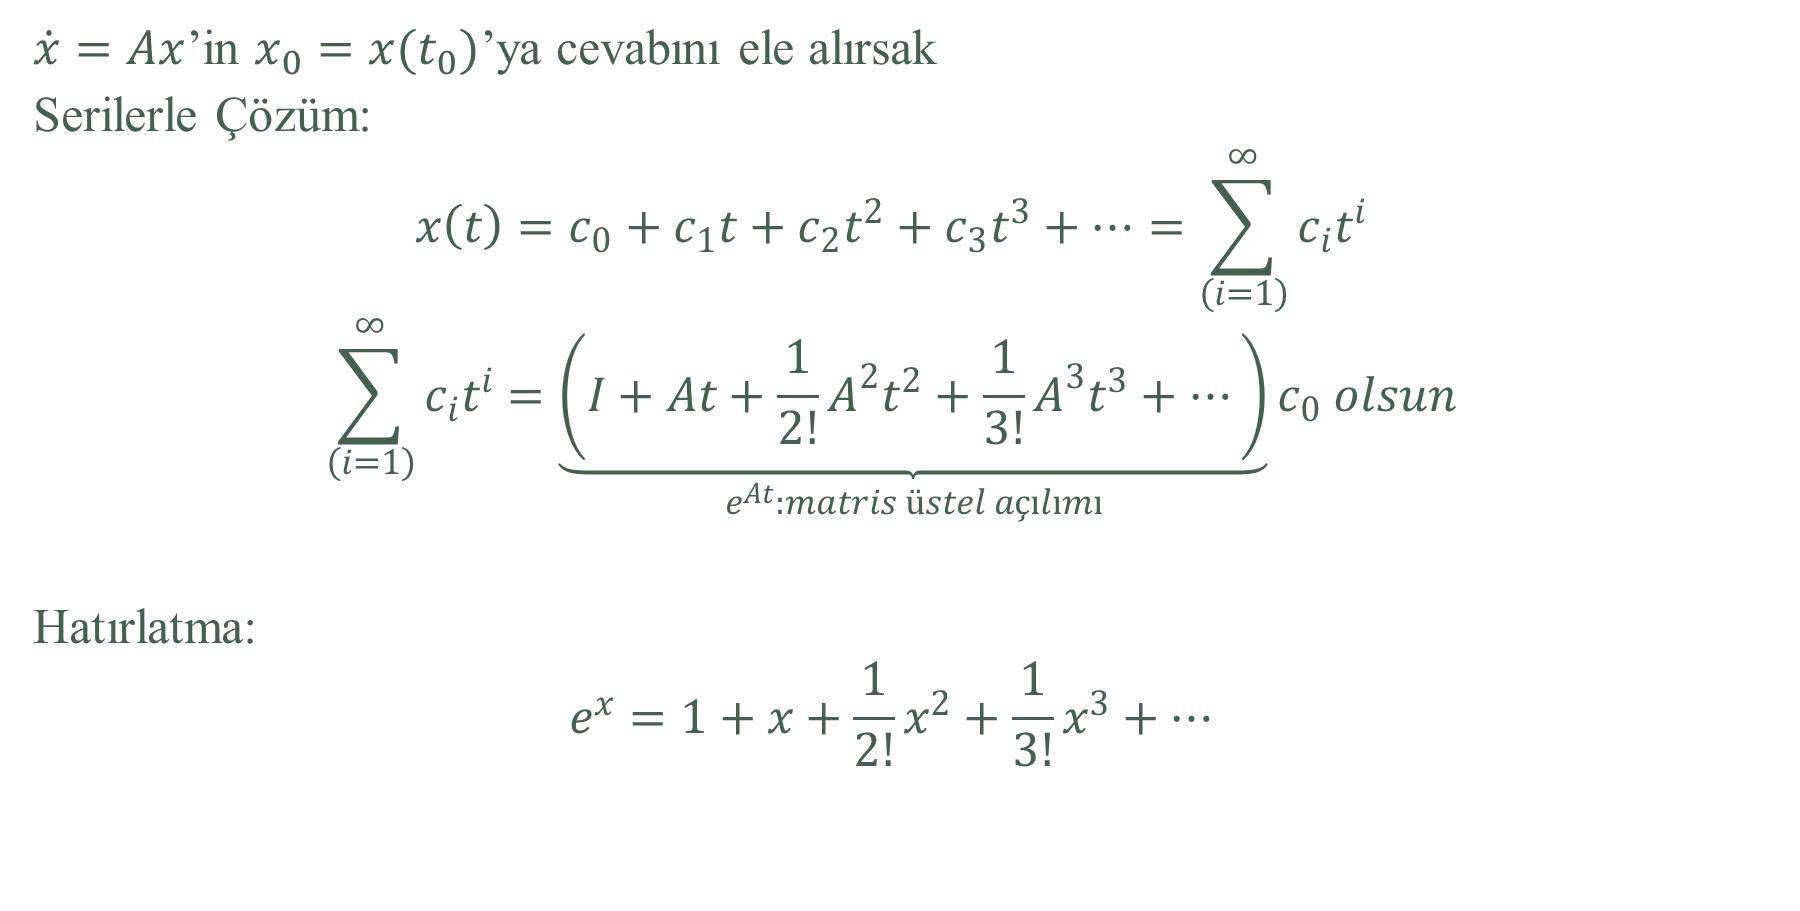 ẋ = Ax’in x₀ = x(t₀)’ya cevabını ele alırsak
Serilerle Çözüm:
x(t) = c₀ + c₁t + c₂t² + c₃t³ + ⋯ = ∑_{(i=1)}^{∞} cᵢtⁱ
∑_{(i=1)}^{∞} cᵢtⁱ = (I + At + 1/2! A²t² + 1/3! A³t³ + ⋯) c₀ olsun
e^{At}:matris üstel açılımı
Hatırlatma:
eˣ = 1 + x + 1/2! x² + 1/3! x³ + ⋯